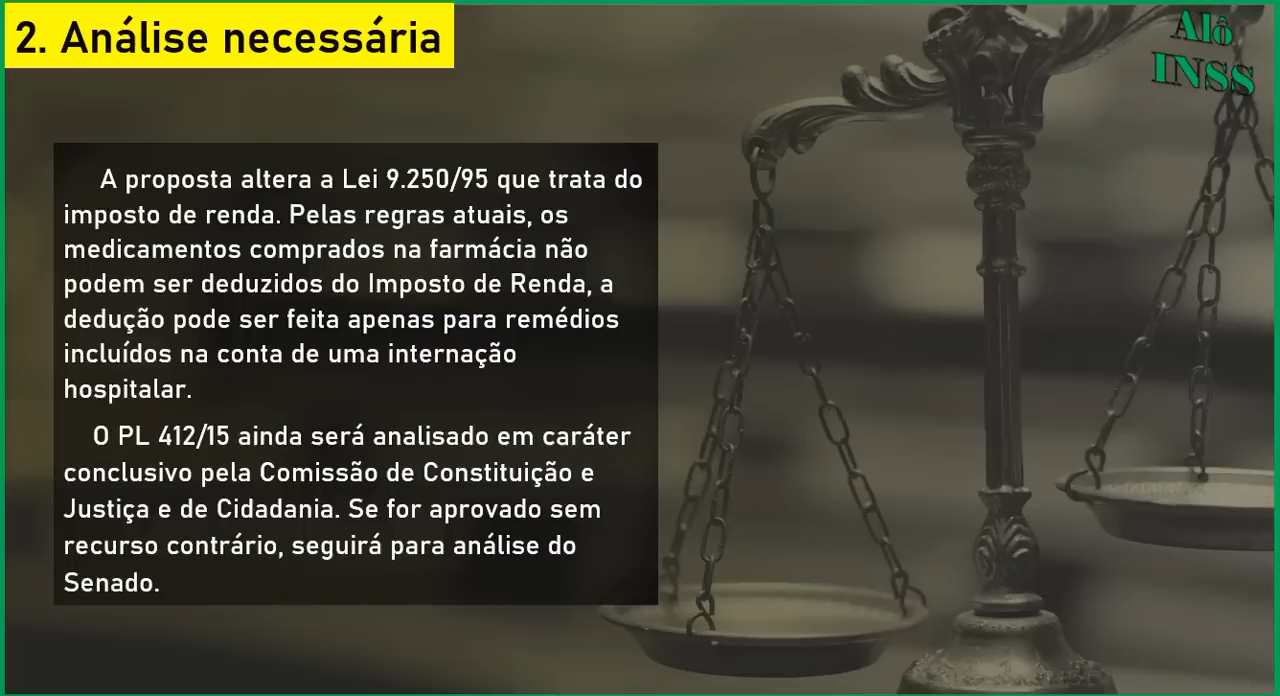 2. Análise necessária
Alô
INSS
A proposta altera a Lei 9.250/95 que trata do
imposto de renda. Pelas regras atuais, os
medicamentos comprados na farmácia não
podem ser deduzidos do Imposto de Renda, a
dedução pode ser feita apenas para remédios
incluídos na conta de uma internação
hospitalar.
O PL 412/15 ainda será analisado em caráter
conclusivo pela Comissão de Constituição e
Justiça e de Cidadania. Se for aprovado sem
recurso contrário, seguirá para análise do
Senado.